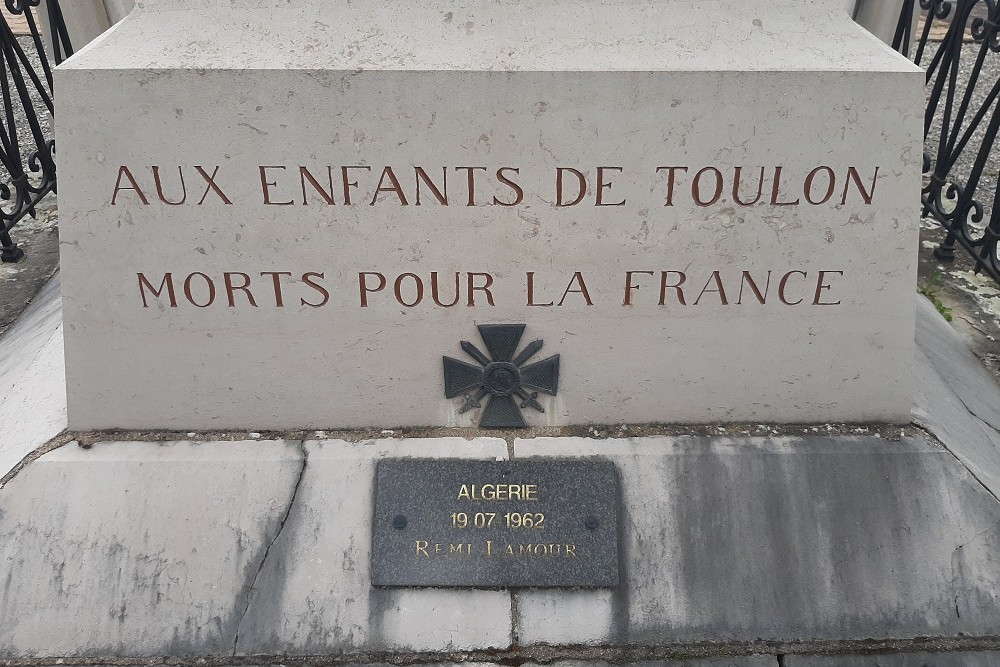 AUX ENFANTS DE TOULON
MORTS POUR LA FRANCE
ALGERIE
19 07 1962
REMI LAMOUR